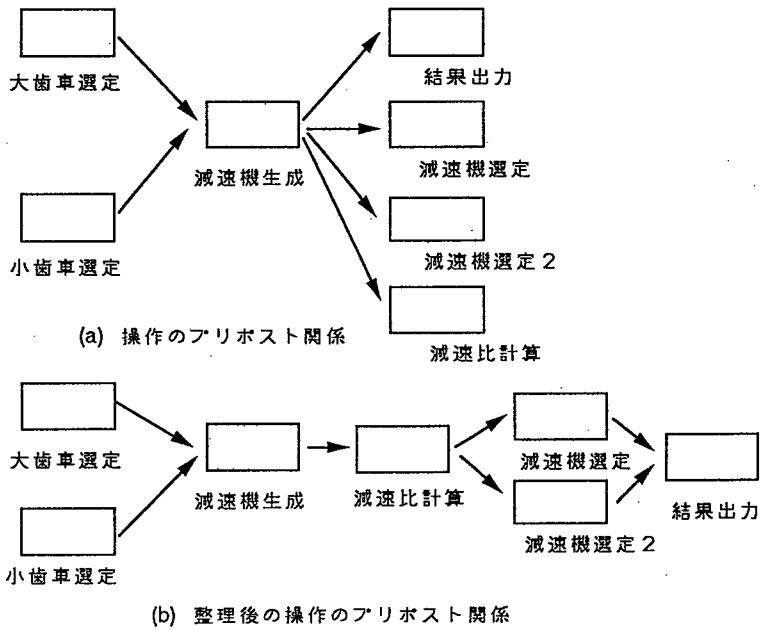 大歯車選定
結果出力
減速機生成
減速機選定
小歯車選定
減速機選定2
減速比計算
(a) 操作のプリポスト関係
大歯車選定
減速機生成
減速比計算
減速機選定
結果出力
小歯車選定
減速機選定2
(b) 整理後の操作のプリポスト関係